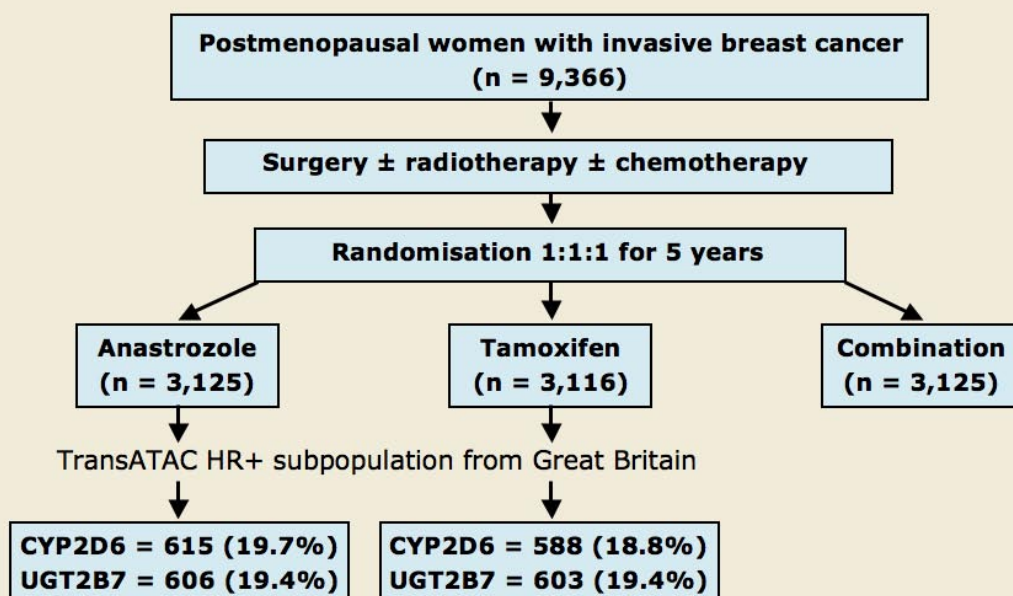 Postmenopausal women with invasive breast cancer
(n = 9,366)
Surgery ± radiotherapy ± chemotherapy
Randomisation 1:1:1 for 5 years
Anastrozole
(n = 3,125)
Tamoxifen
(n = 3,116)
Combination
(n = 3,125)
TransATAC HR+ subpopulation from Great Britain
CYP2D6 = 615 (19.7%)
UGT2B7 = 606 (19.4%)
CYP2D6 = 588 (18.8%)
UGT2B7 = 603 (19.4%)